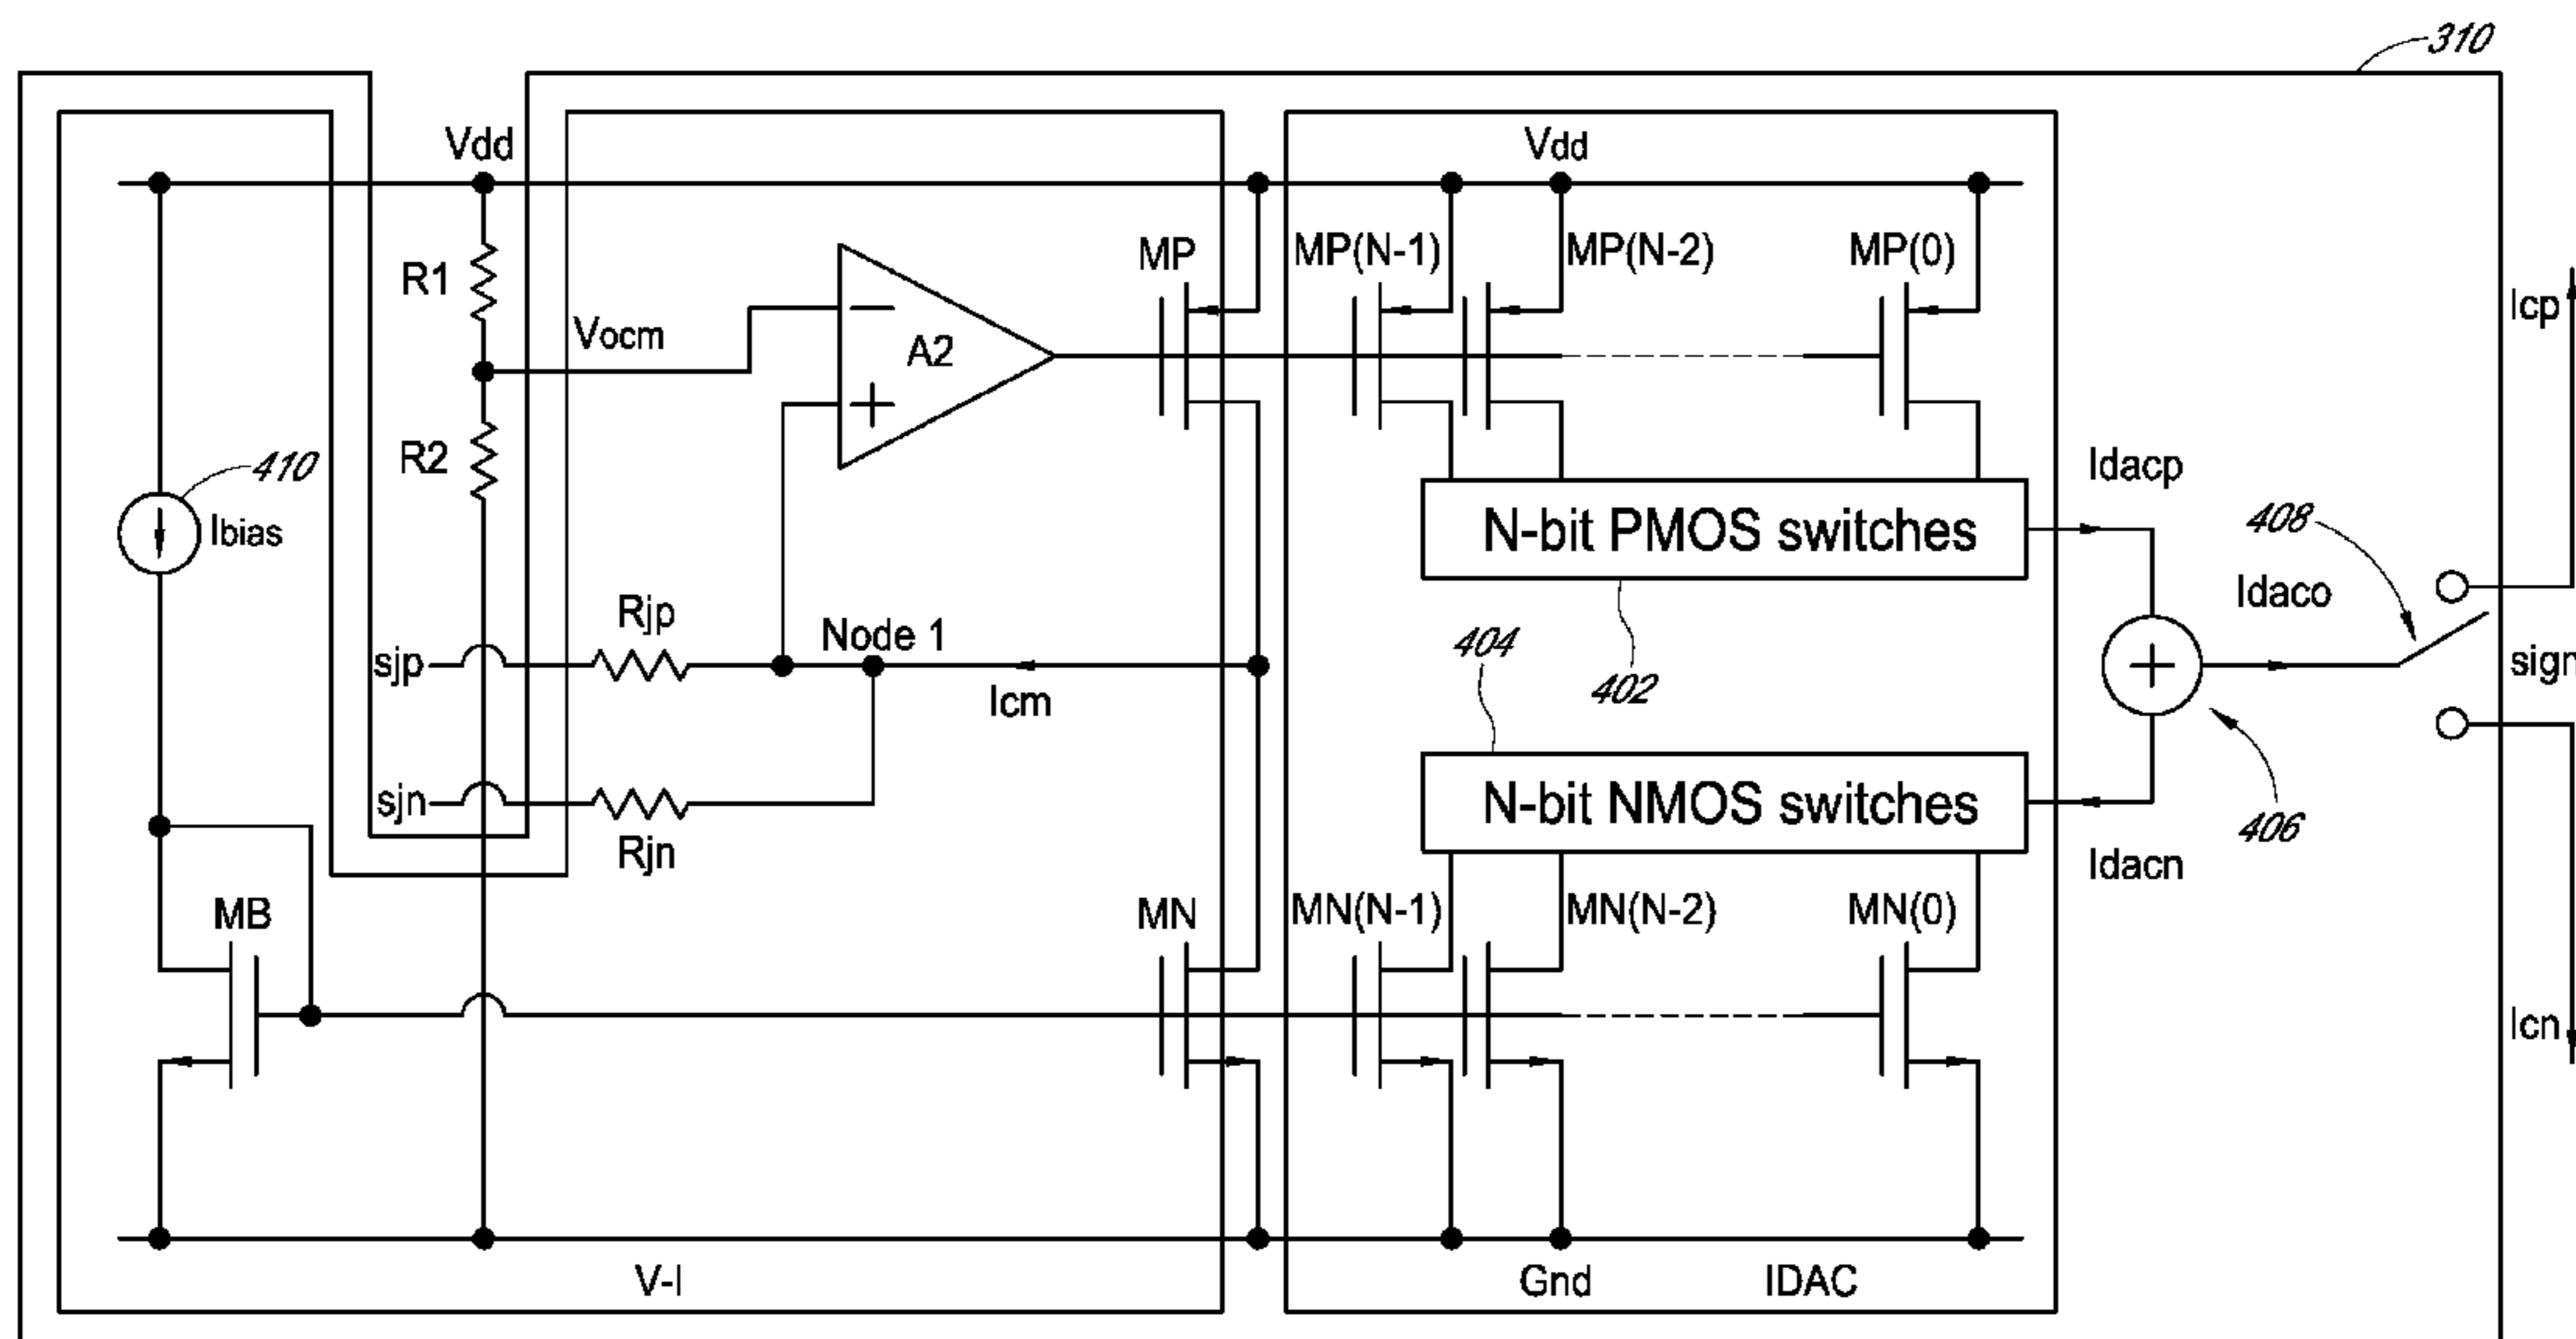 310
Vdd
Vdd
R1
Vocm
A2
MP
MP(N-1)
MP(N-2)
MP(0)
Icp
R2
410
Ibias
Idacp
N-bit PMOS switches
408
Idaco
Rjp
Node 1
sjp
Icm
404
402
+
sign
sjn
Rjn
N-bit NMOS switches
406
Idacn
MB
MN
MN(N-1)
MN(N-2)
MN(0)
Icn
V-I
Gnd
IDAC